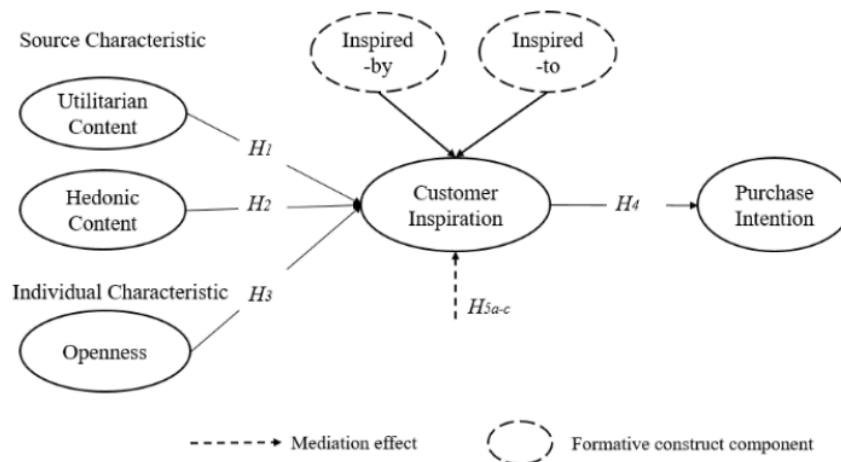 Source Characteristic
Inspired
-by
Inspired
-to
Utilitarian
Content
H1
Hedonic
Content
H2
Customer
Inspiration
H4
Purchase
Intention
Individual Characteristic
H3
Openness
H5a-c
Mediation effect
Formative construct component